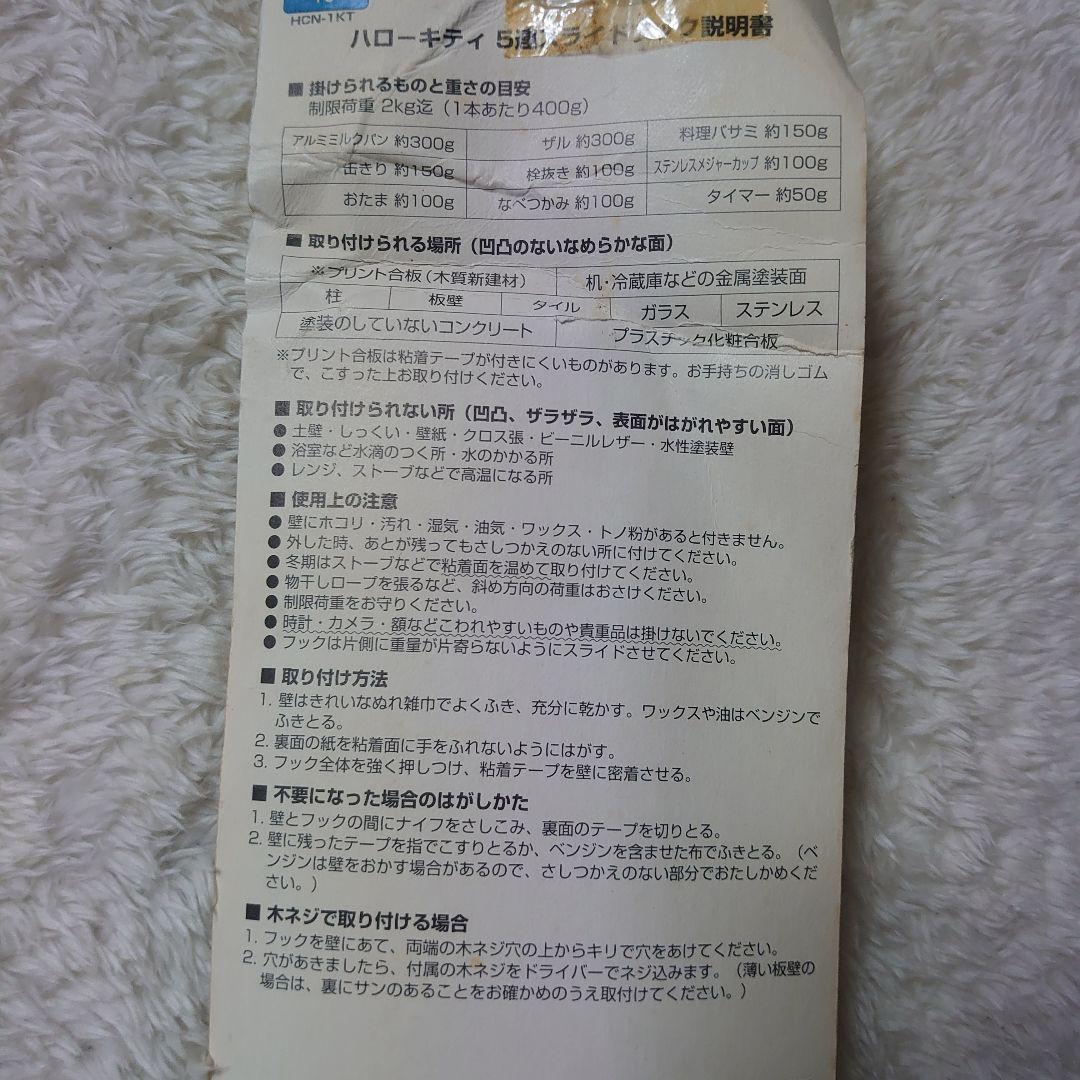 HCN-1KT
ハローキティ 5連スライドフック説明書
■ 掛けられるものと重さの目安
制限荷重 2kg迄（1本あたり400g）
アルミミルクパン 約300g ザル 約300g 料理バサミ 約150g
缶きり 約150g 栓抜き 約100g ステンレスメジャーカップ 約100g
おたま 約100g なべつかみ 約100g タイマー 約50g
■ 取り付けられる場所（凹凸のないなめらかな面）
※プリント合板（木質新建材） 机・冷蔵庫などの金属塗装面
柱 板壁 タイル ガラス ステンレス
塗装のしていないコンクリート プラスチック化粧合板
※プリント合板は粘着テープが付きにくいものがあります。お手持ちの消しゴム
で、こすった上お取り付けください。
■ 取り付けられない所（凹凸、ザラザラ、表面がはがれやすい面）
● 土壁・しっくい・壁紙・クロス張・ビーニルレザー・水性塗装壁
● 浴室など水滴のつく所・水のかかる所
● レンジ、ストーブなどで高温になる所
■ 使用上の注意
● 壁にホコリ・汚れ・湿気・油気・ワックス・トノ粉があると付きません。
● 外した時、あとが残ってもさしつかえのない所に付けてください。
● 冬期はストーブなどで粘着面を温めて取り付けてください。
● 物干しロープを張るなど、斜め方向の荷重はおさけください。
● 制限荷重をお守りください。
● 時計・カメラ・額などこわれやすいものや貴重品は掛けないでください。
● フックは片側に重量が片寄らないようにスライドさせてください。
■ 取り付け方法
1. 壁はきれいなぬれ雑巾でよくふき、充分に乾かす。ワックスや油はベンジンで
ふきとる。
2. 裏面の紙を粘着面に手をふれないようにはがす。
3. フック全体を強く押しつけ、粘着テープを壁に密着させる。
■ 不要になった場合のはがしかた
1. 壁とフックの間にナイフをさしこみ、裏面のテープを切りとる。
2. 壁に残ったテープを指でこすりとるか、ベンジンを含ませた布でふきとる。（ベ
ンジンは壁をおかす場合があるので、さしつかえのない部分でおたしかめくだ
さい。）
■ 木ネジで取り付ける場合
1. フックを壁にあて、両端の木ネジ穴の上からキリで穴をあけてください。
2. 穴があきましたら、付属の木ネジをドライバーでネジ込みます。（薄い板壁の
場合は、裏にサンのあることをお確かめのうえ取付けてください。）